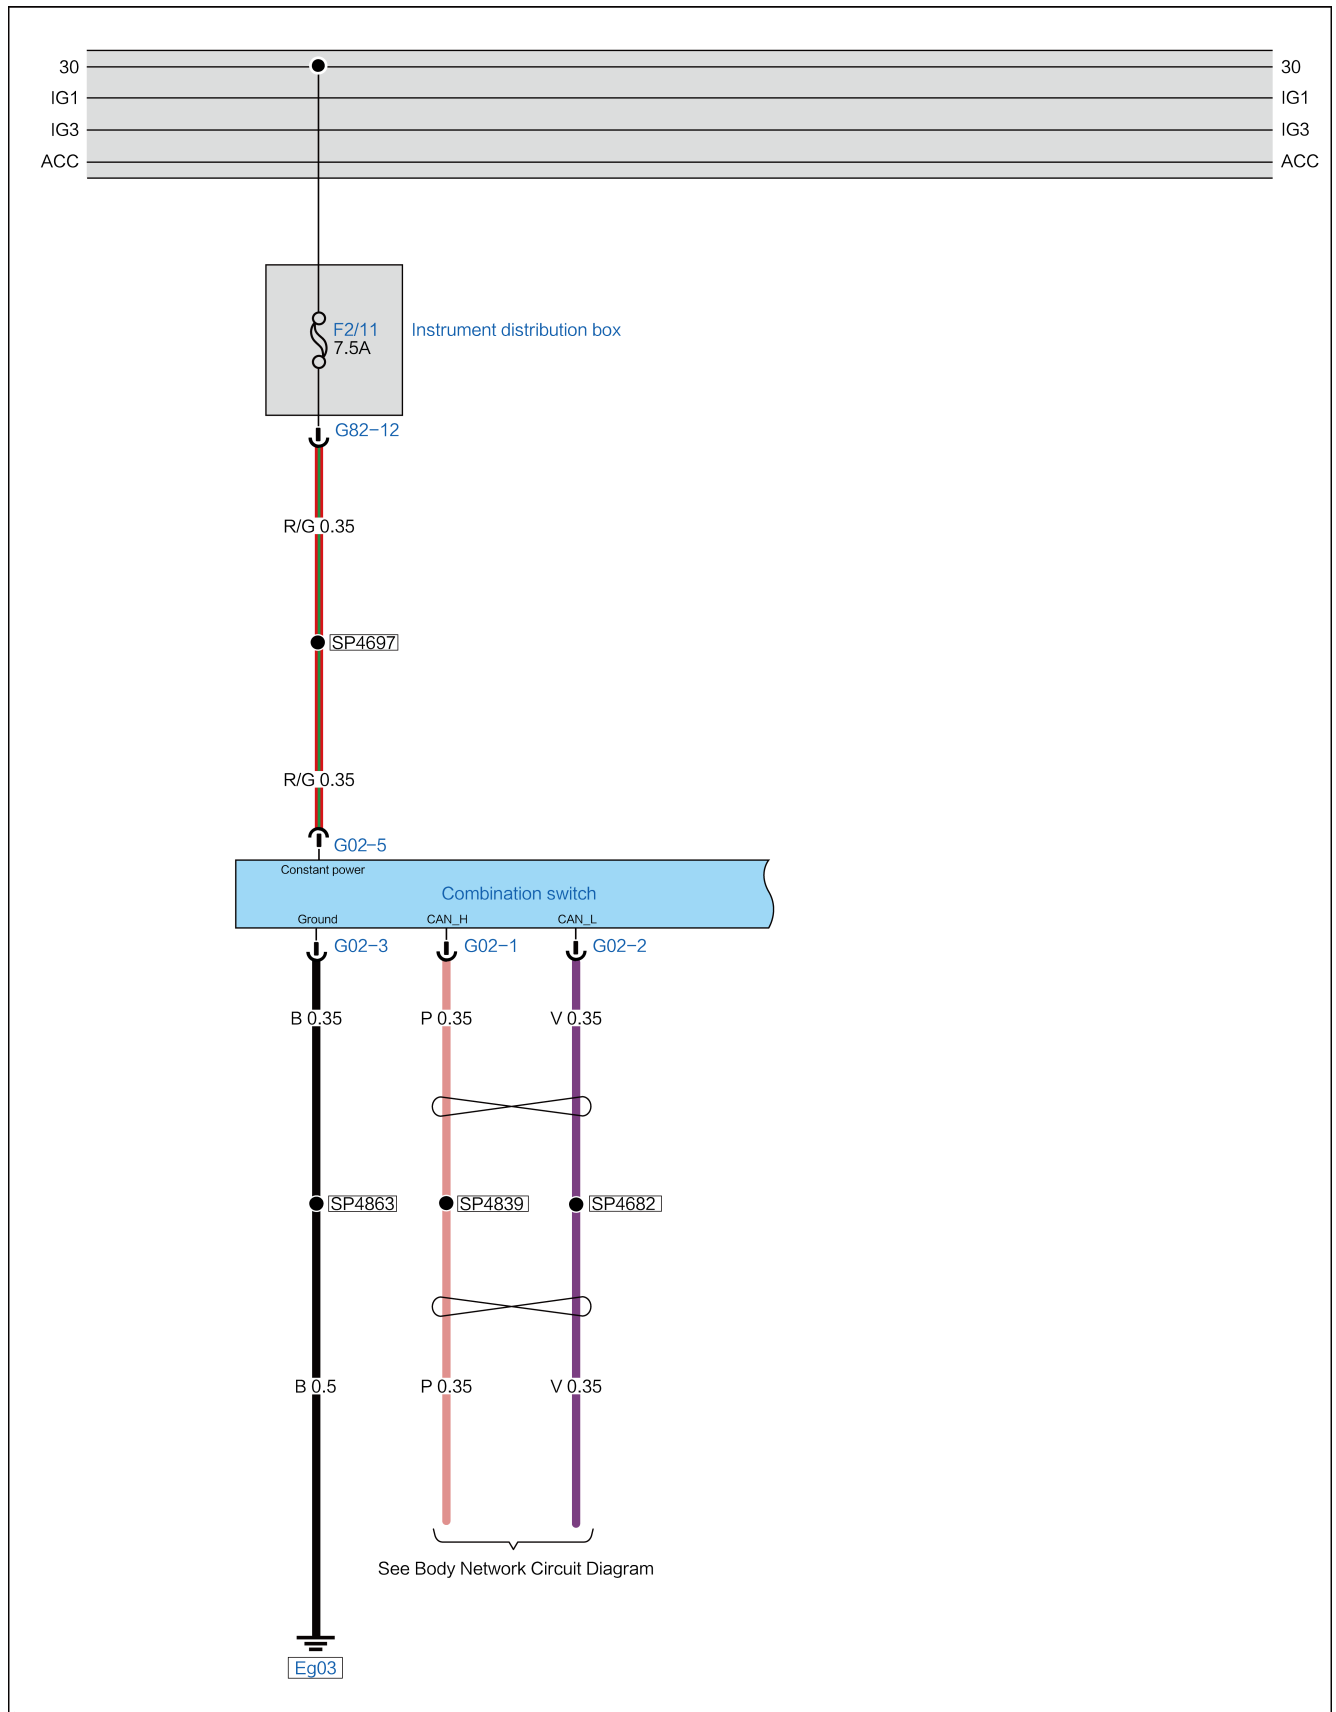 30 30
IG1 IG1
IG3 IG3
ACC ACC
F2/11 Instrument distribution box
7.5A
G82-12
R/G 0.35
SP4697
R/G 0.35
G02-5
Constant power
Combination switch
Ground CAN_H CAN_L
G02-3 G02-1 G02-2
B 0.35 P 0.35 V 0.35
SP4863 SP4839 SP4682
B 0.5 P 0.35 V 0.35
See Body Network Circuit Diagram
Eg03